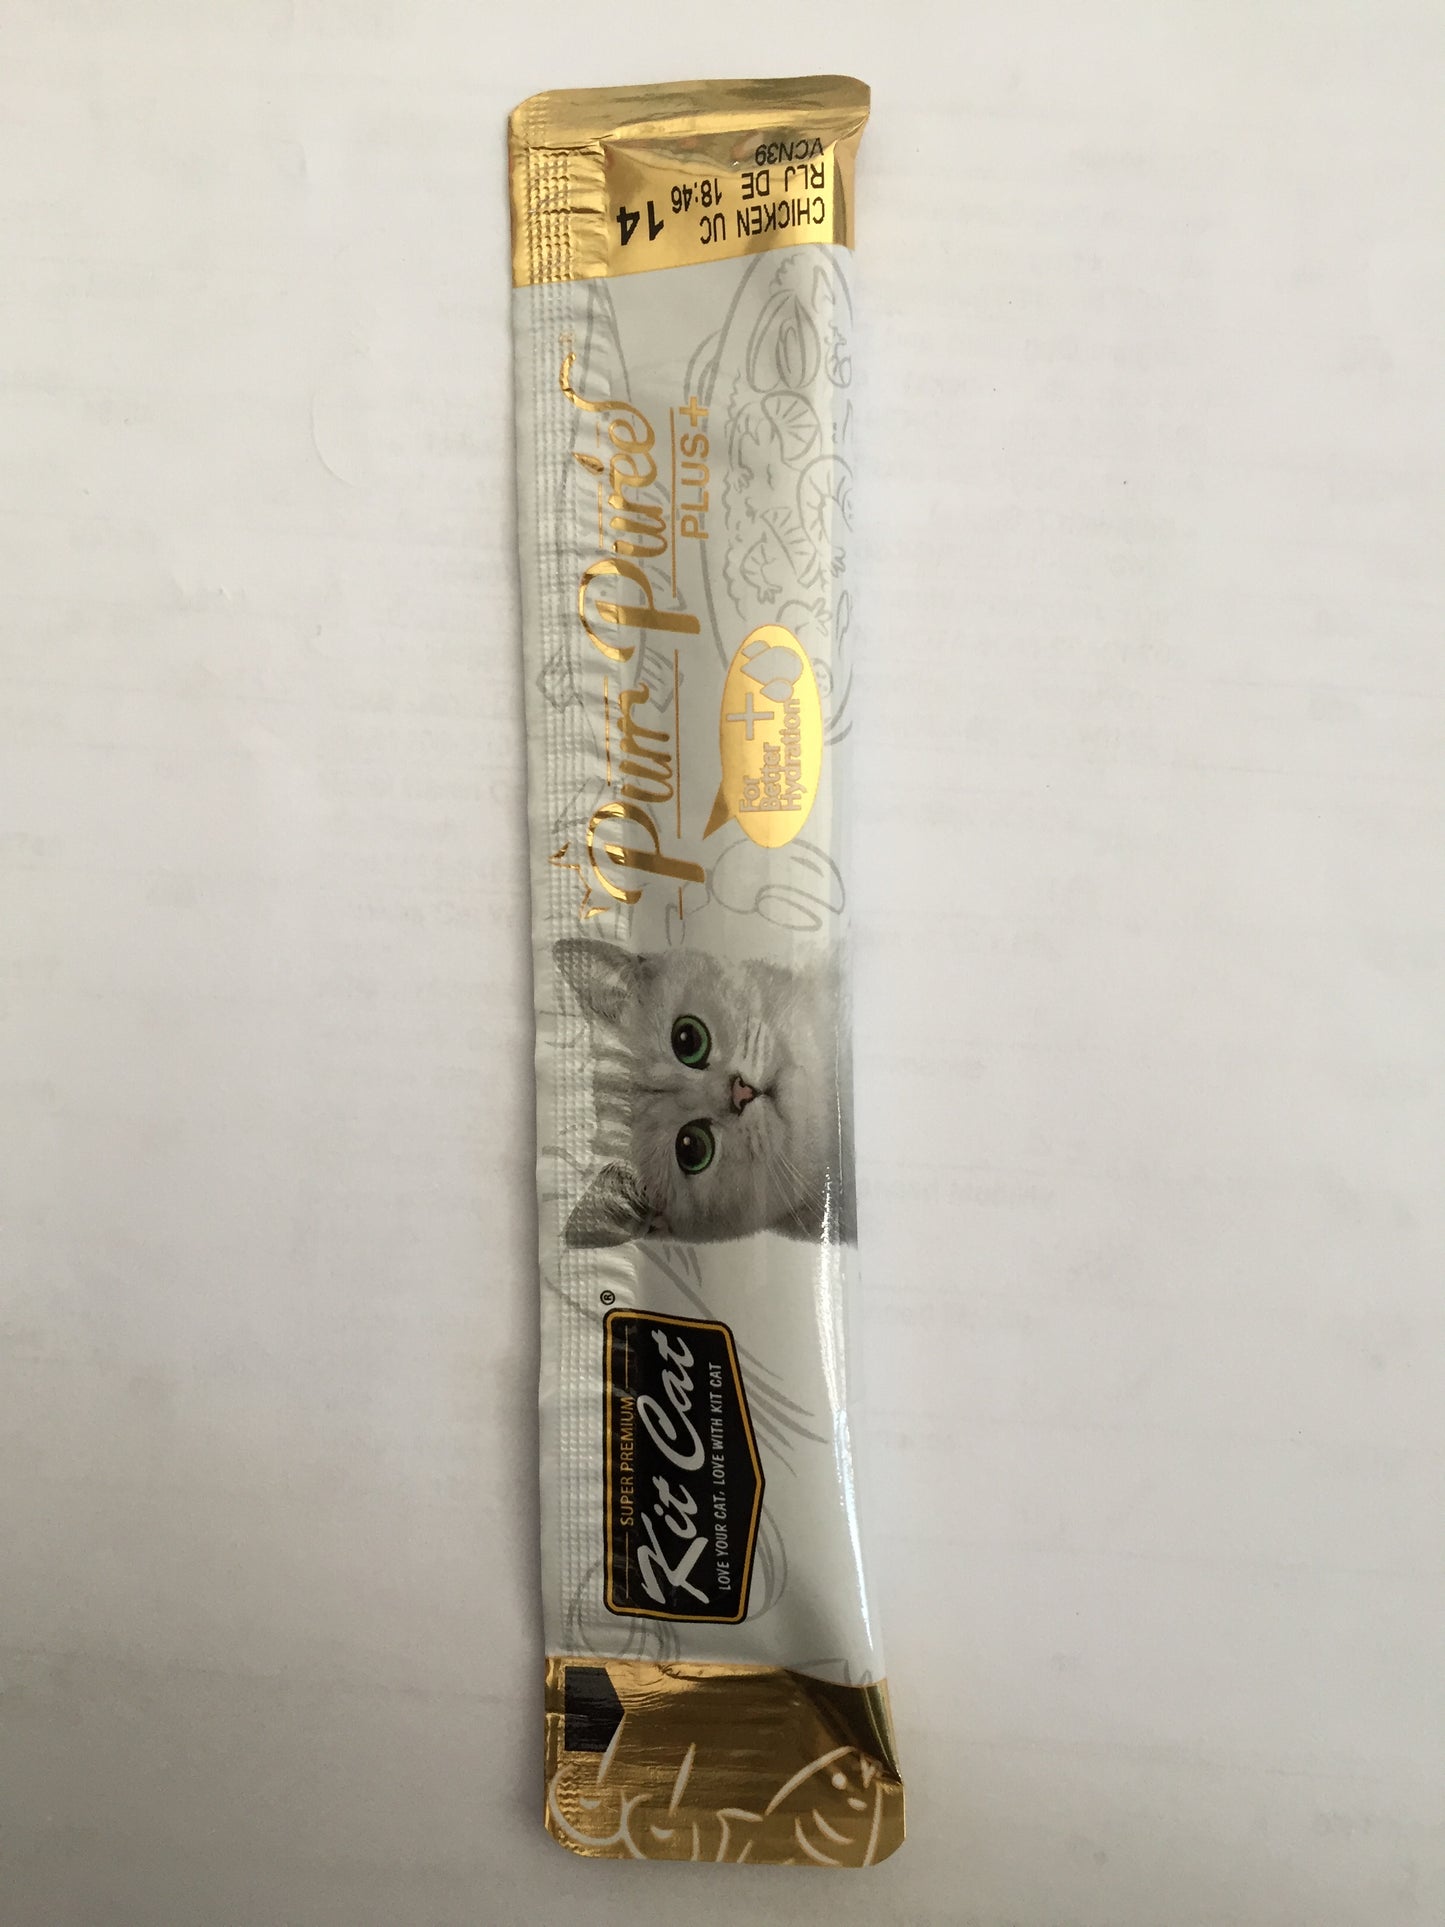 SUPER PREMIUM
Kit Cat®
LOVE YOUR CAT, LOVE WITH KIT CAT
Purr Purée
PLUS+
For
Better
Hydration
+
CHICKEN UC 14
RLJ DE 18:46
VCN39